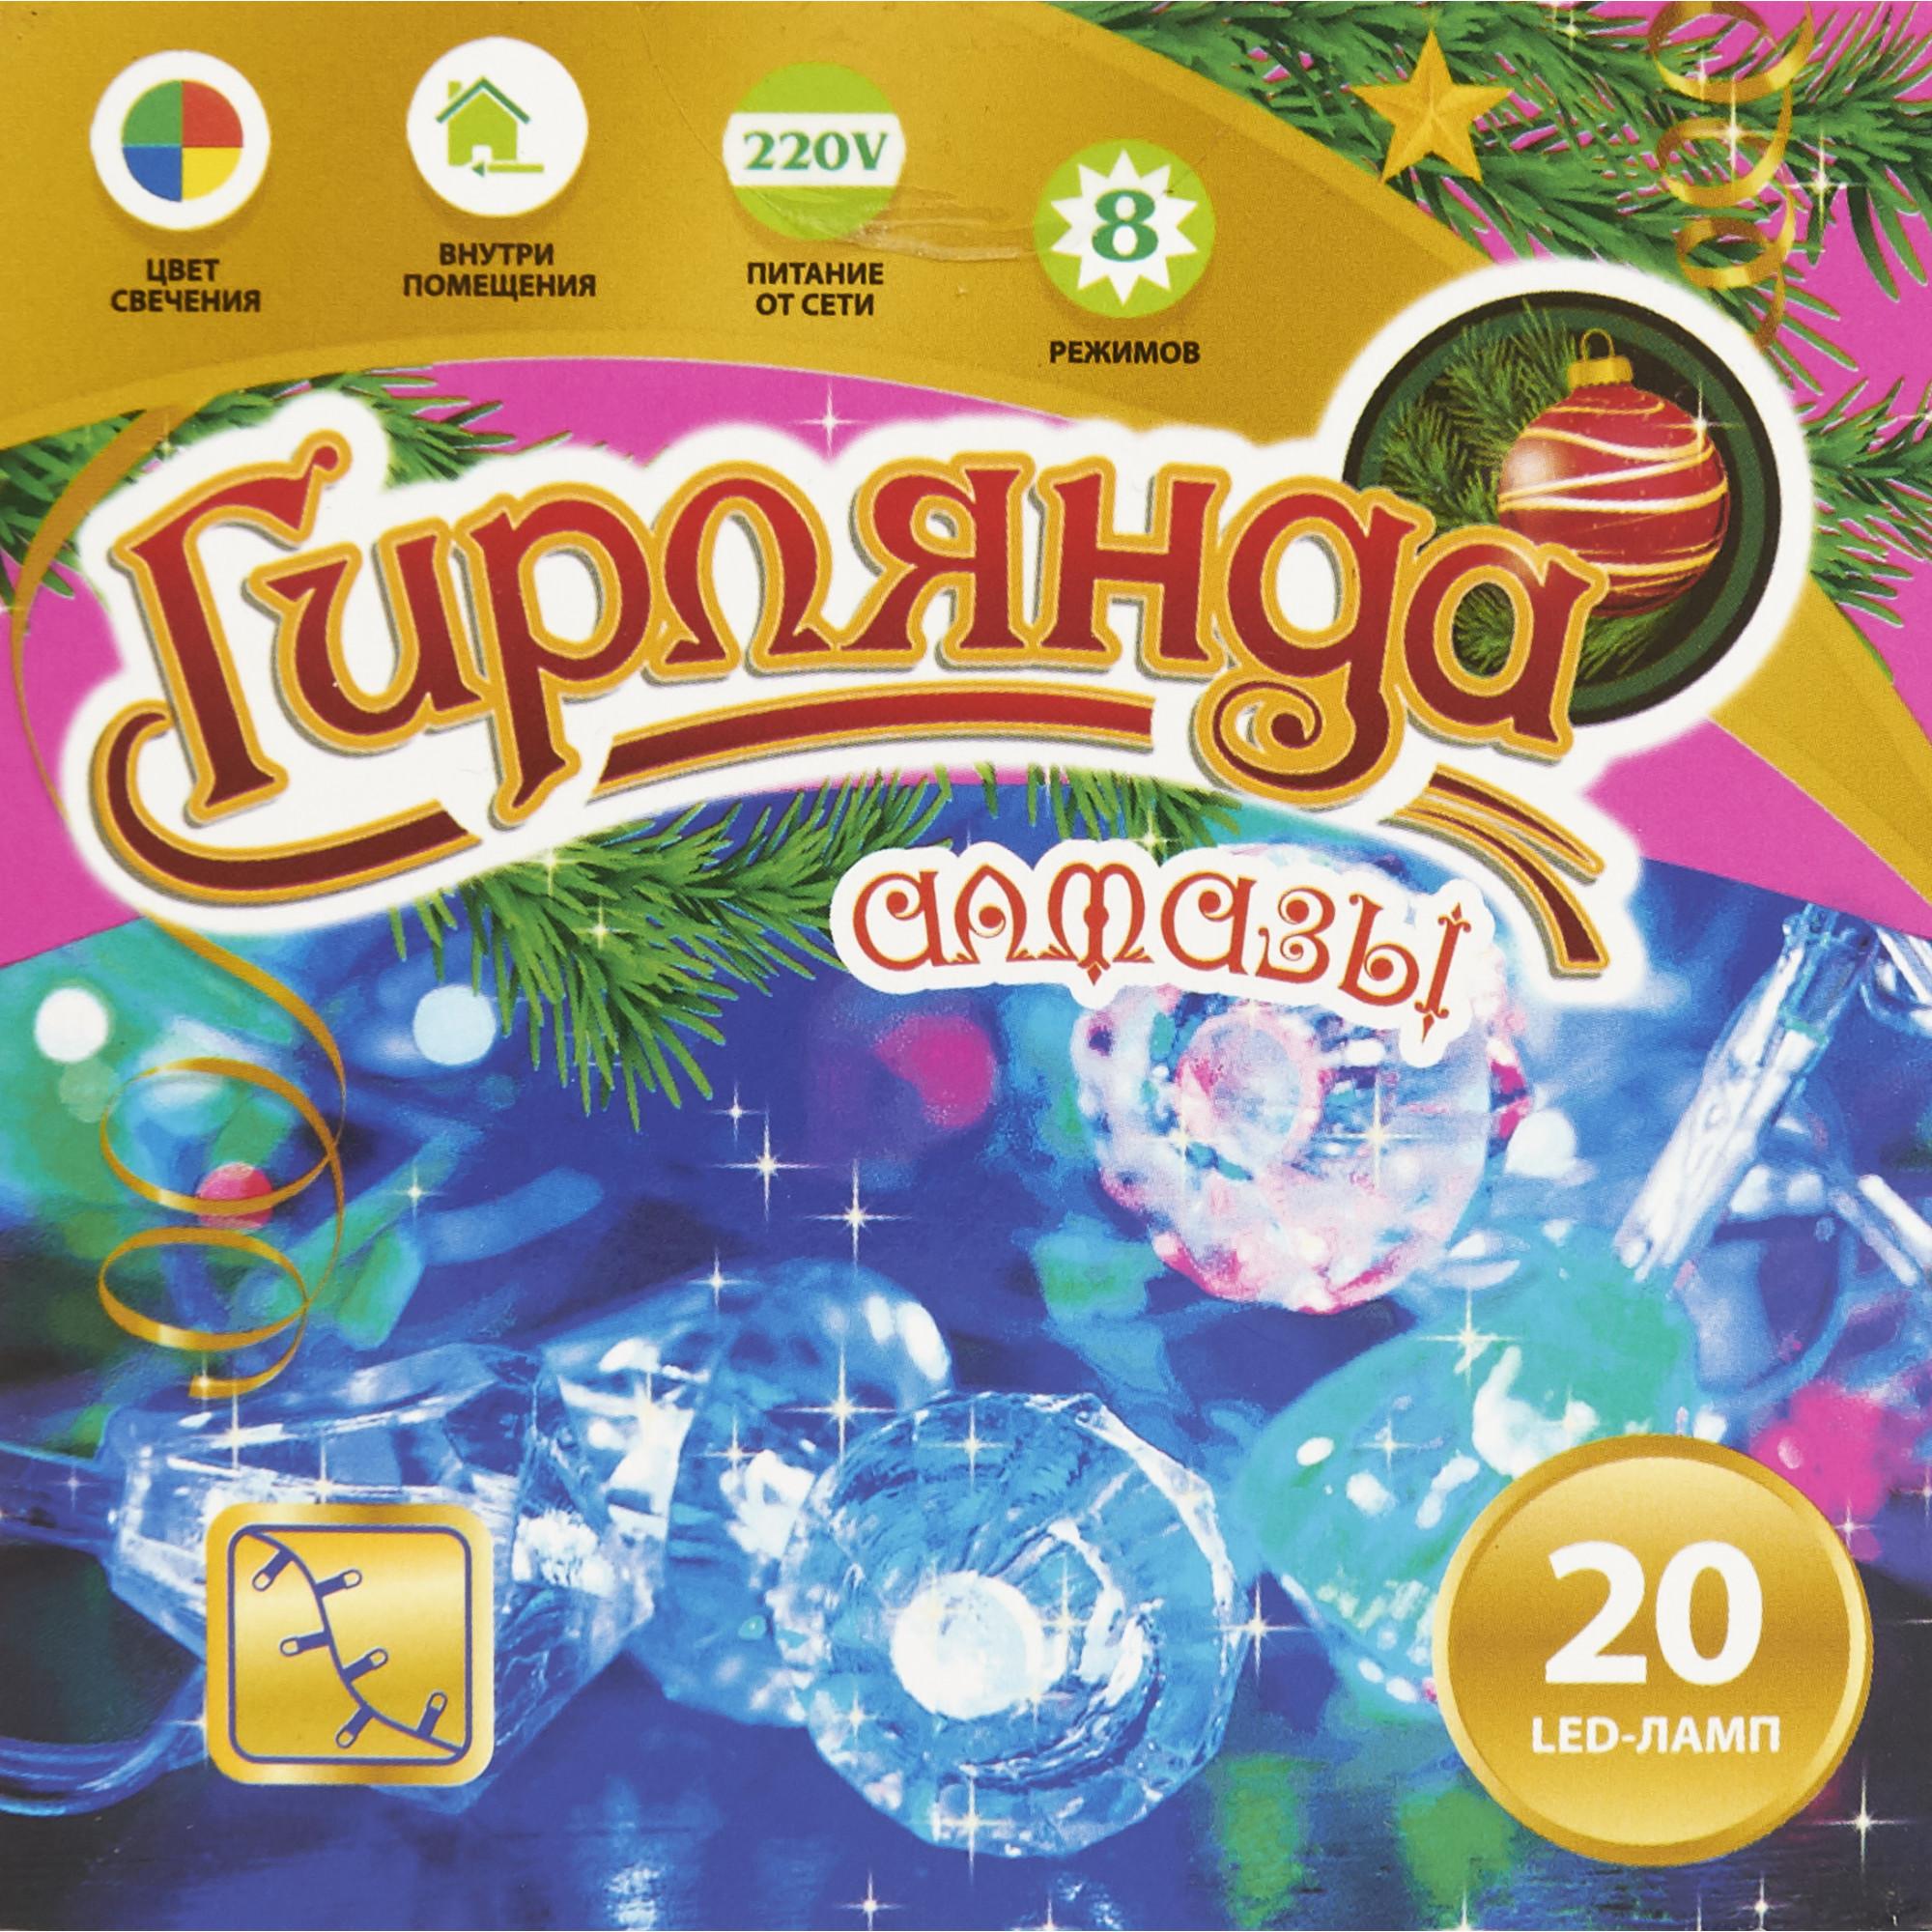 ЦВЕТ
СВЕЧЕНИЯ
ВНУТРИ
ПОМЕЩЕНИЯ
220V
ПИТАНИЕ
ОТ СЕТИ
8
РЕЖИМОВ
Гирлянда
алмазы
20
LED-ЛАМП